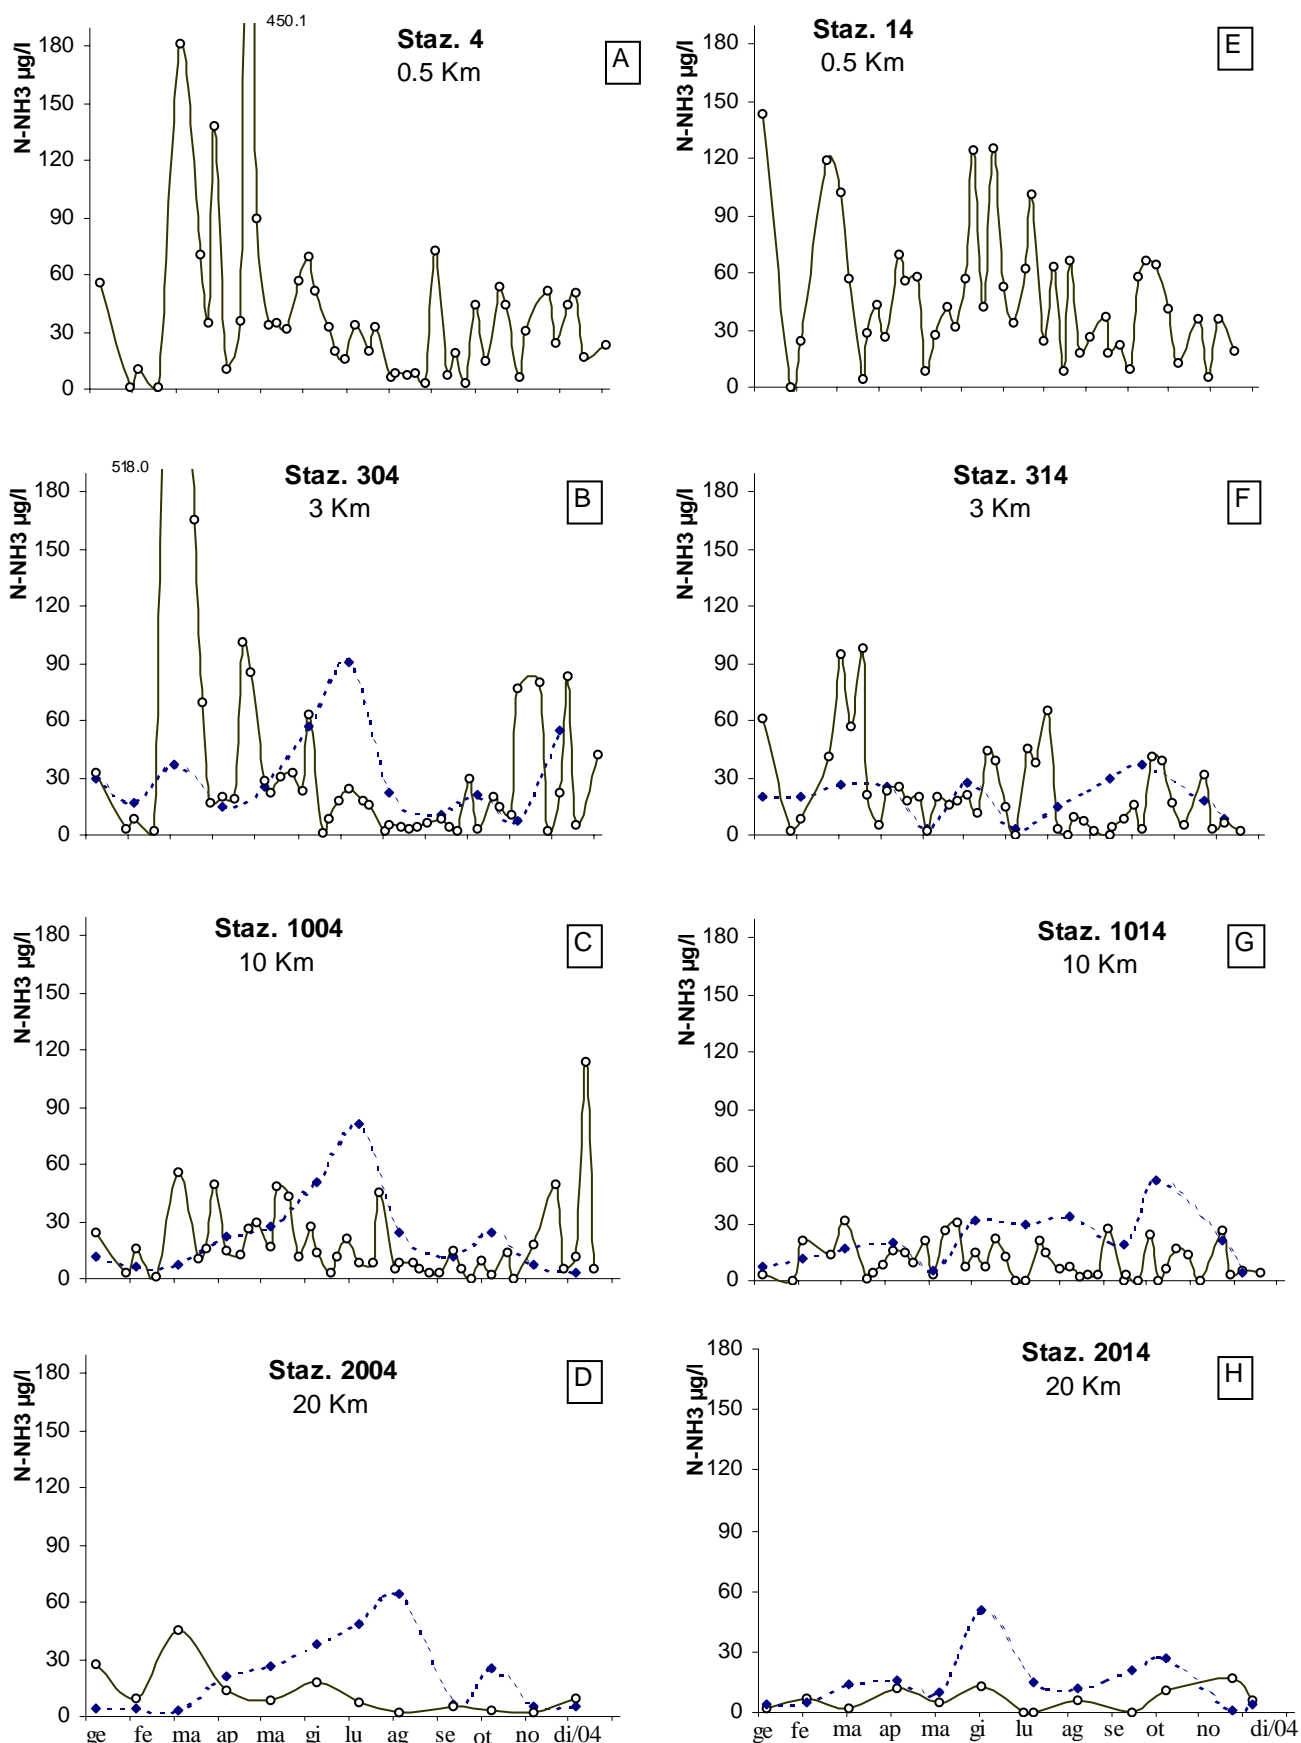 450.1
Staz. 4
0.5 Km
A
N-NH3 µg/l
180
150
120
90
60
30
0
Staz. 14
0.5 Km
E
N-NH3 µg/l
180
150
120
90
60
30
0
518.0
Staz. 304
3 Km
B
N-NH3 µg/l
180
150
120
90
60
30
0
Staz. 314
3 Km
F
N-NH3 µg/l
180
150
120
90
60
30
0
Staz. 1004
10 Km
C
N-NH3 µg/l
180
150
120
90
60
30
0
Staz. 1014
10 Km
G
N-NH3 µg/l
180
150
120
90
60
30
0
Staz. 2004
20 Km
D
N-NH3 µg/l
180
150
120
90
60
30
0
ge fe ma ap ma gi lu ag se ot no di/04
Staz. 2014
20 Km
H
N-NH3 µg/l
180
150
120
90
60
30
0
ge fe ma ap ma gi lu ag se ot no di/04